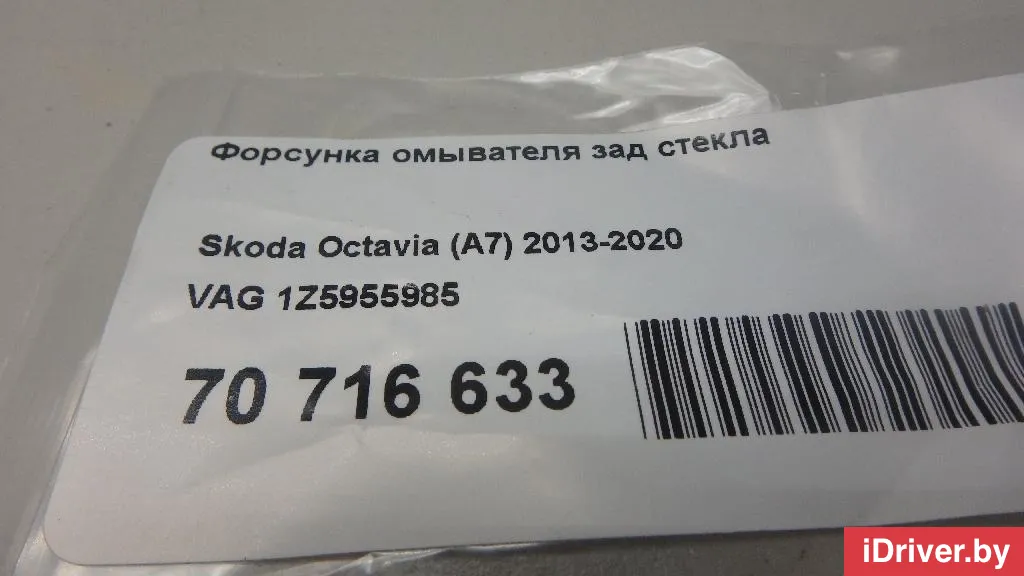 Форсунка омывателя зад стекла
Skoda Octavia (A7) 2013-2020
VAG 1Z5955985
70 716 633
iDriver.by